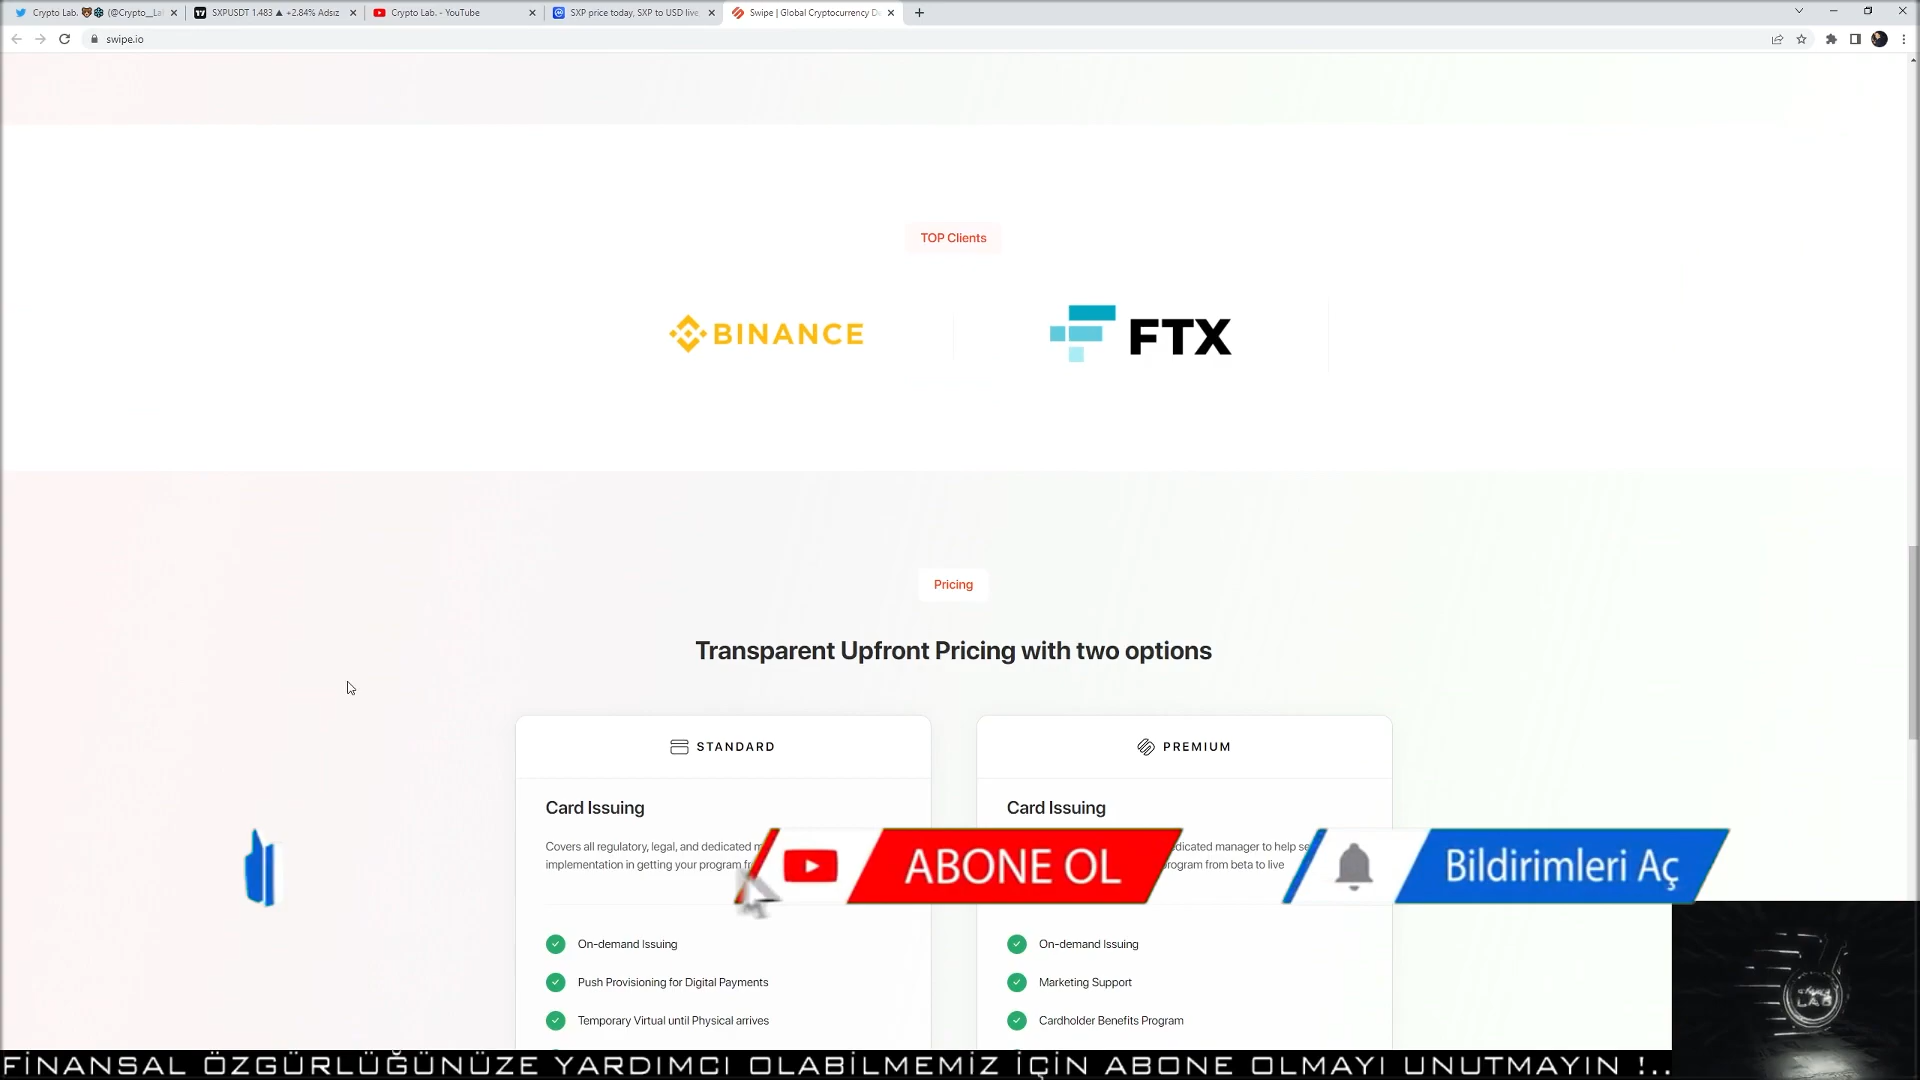 Crypto Lab. (@Crypto__La
SXPUSDT 1.483 ▲ +2.84% Adsız
Crypto Lab. - YouTube
SXP price today, SXP to USD live,
Swipe | Global Cryptocurrency D
swipe.io
TOP Clients
BINANCE
FTX
Pricing
Transparent Upfront Pricing with two options
STANDARD
PREMIUM
Card Issuing
Card Issuing
Covers all regulatory, legal, and dedicated m
implementation in getting your program fr
dicated manager to help se
rogram from beta to live
ABONE OL
Bildirimleri Aç
On-demand Issuing
Push Provisioning for Digital Payments
Temporary Virtual until Physical arrives
On-demand Issuing
Marketing Support
Cardholder Benefits Program
LAB
FİNANSAL ÖZGÜRLÜĞÜNÜZE YARDIMCI OLABİLMEMİZ İÇİN ABONE OLMAYI UNUTMAYIN !..